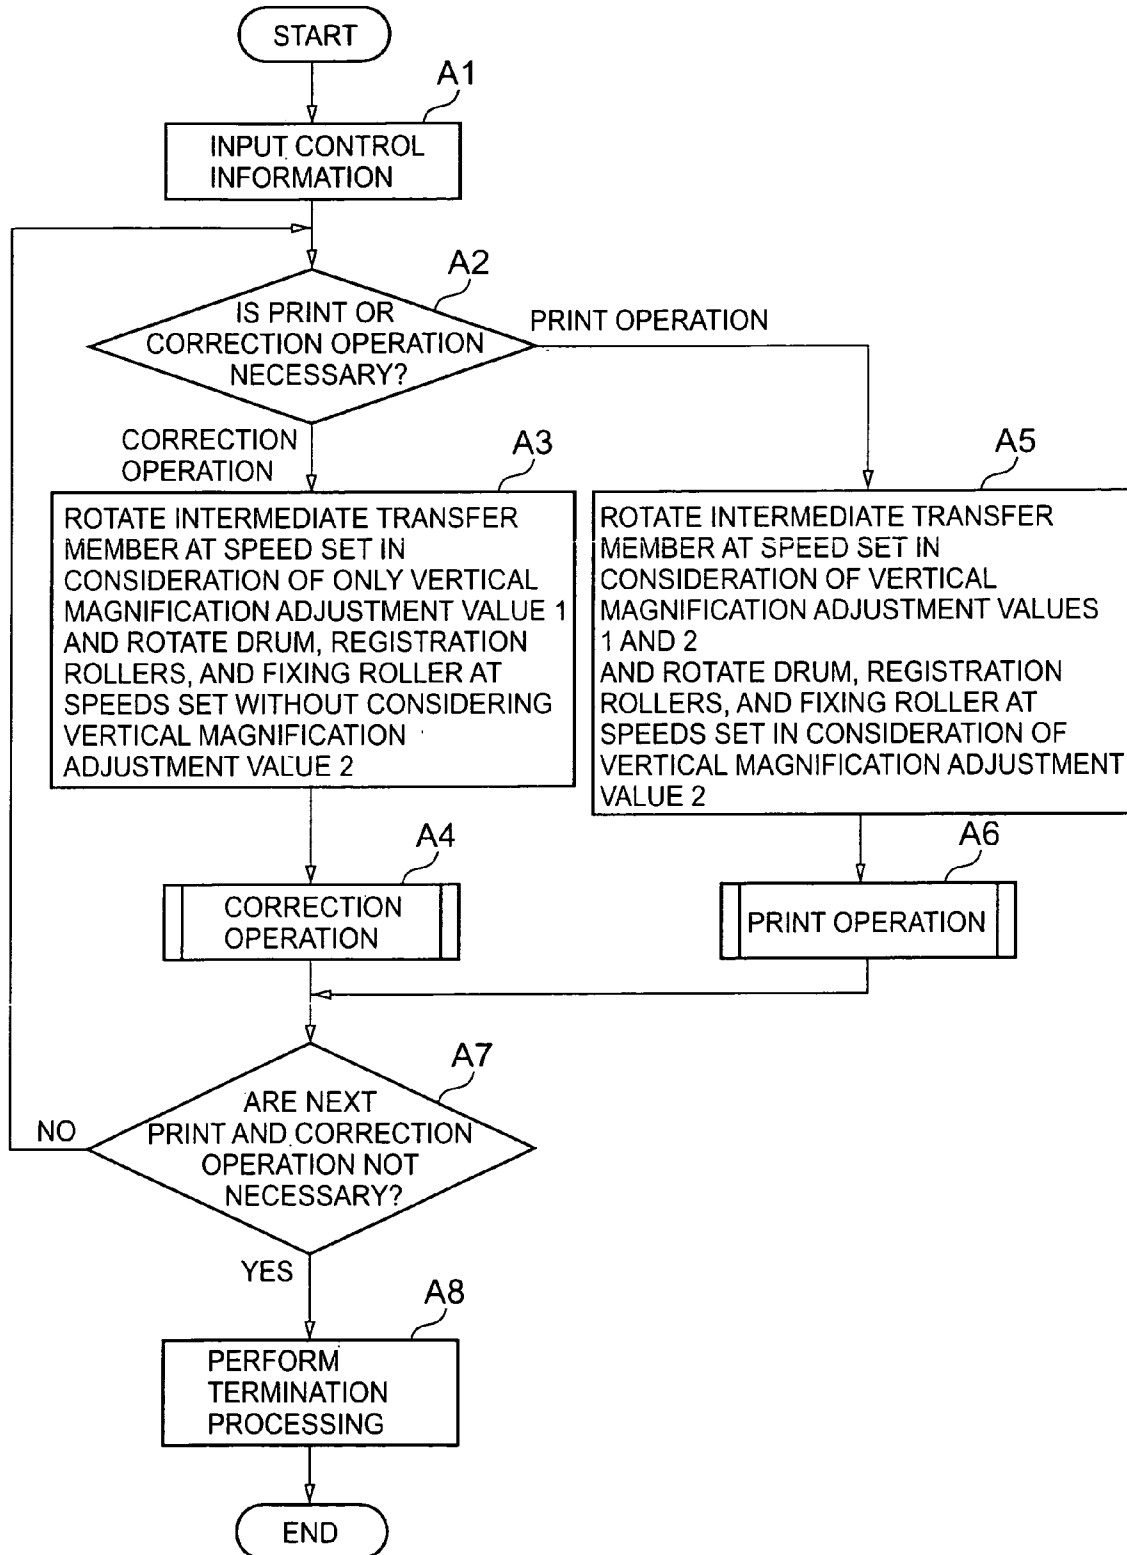 START
A1
INPUT CONTROL
INFORMATION
A2
IS PRINT OR
CORRECTION OPERATION
NECESSARY?
PRINT OPERATION
CORRECTION
OPERATION
A3
ROTATE INTERMEDIATE TRANSFER
MEMBER AT SPEED SET IN
CONSIDERATION OF ONLY VERTICAL
MAGNIFICATION ADJUSTMENT VALUE 1
AND ROTATE DRUM, REGISTRATION
ROLLERS, AND FIXING ROLLER AT
SPEEDS SET WITHOUT CONSIDERING
VERTICAL MAGNIFICATION
ADJUSTMENT VALUE 2
A5
ROTATE INTERMEDIATE TRANSFER
MEMBER AT SPEED SET IN
CONSIDERATION OF VERTICAL
MAGNIFICATION ADJUSTMENT VALUES
1 AND 2
AND ROTATE DRUM, REGISTRATION
ROLLERS, AND FIXING ROLLER AT
SPEEDS SET IN CONSIDERATION OF
VERTICAL MAGNIFICATION ADJUSTMENT
VALUE 2
A4
CORRECTION
OPERATION
A6
PRINT OPERATION
A7
ARE NEXT
PRINT AND CORRECTION
OPERATION NOT
NECESSARY?
NO
YES
A8
PERFORM
TERMINATION
PROCESSING
END